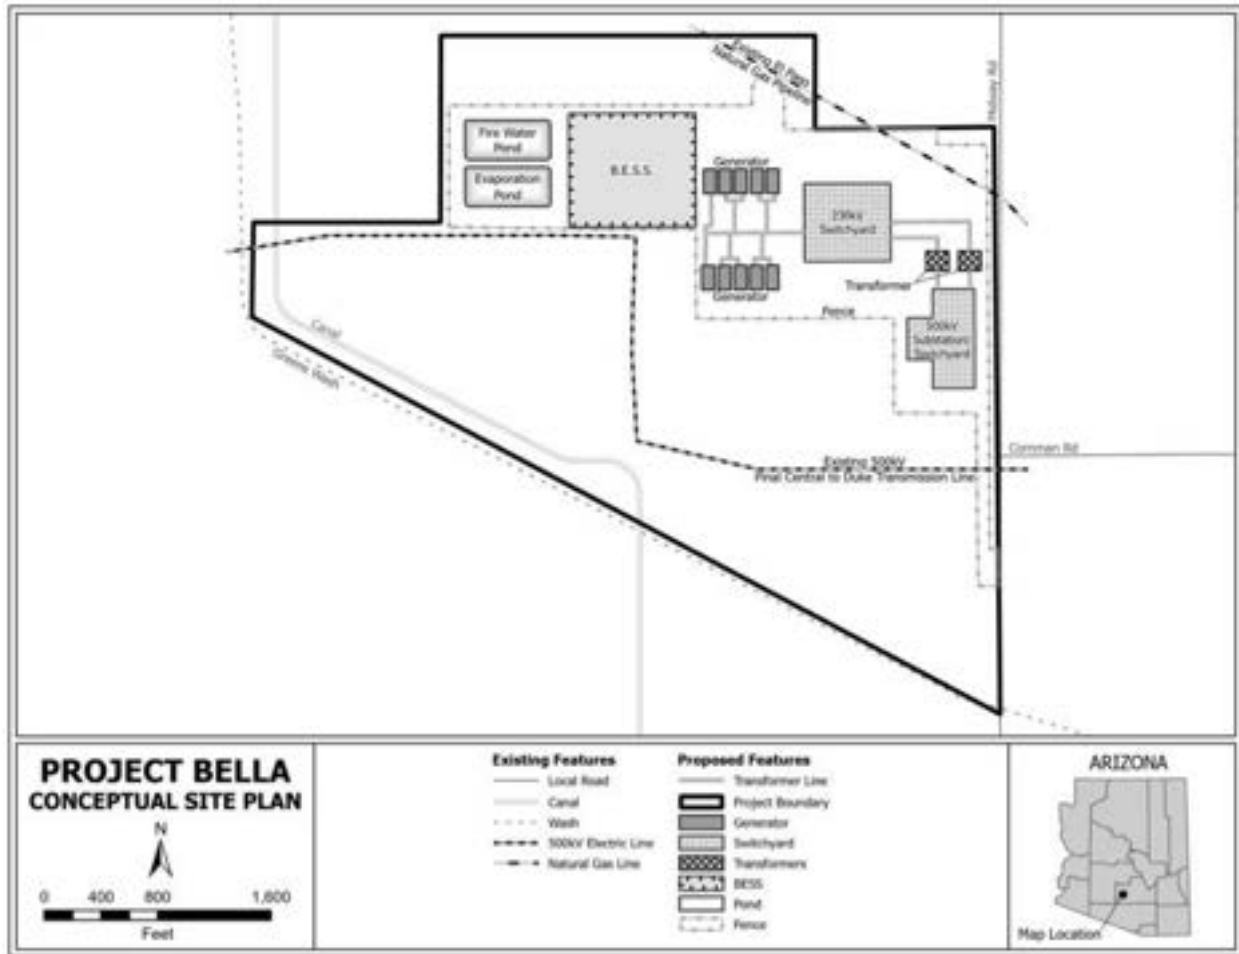 Existing El Paso
Natural Gas Pipeline
Midway Rd
Fire Water
Pond
Evaporation
Pond
B.E.S.S.
Generator
230kV
Switchyard
Transformer
Generator
Fence
500kV
Substation
Switchyard
Canal
Greene Wash
Common Rd
Existing 500kV
Pinal Central to Duke Transmission Line
PROJECT BELLA
CONCEPTUAL SITE PLAN
N
0 400 800 1,600
Feet
Existing Features
Local Road
Canal
Wash
500kV Electric Line
Natural Gas Line
Proposed Features
Transformer Line
Project Boundary
Generator
Switchyard
Transformers
BESS
Pond
Fence
ARIZONA
Map Location